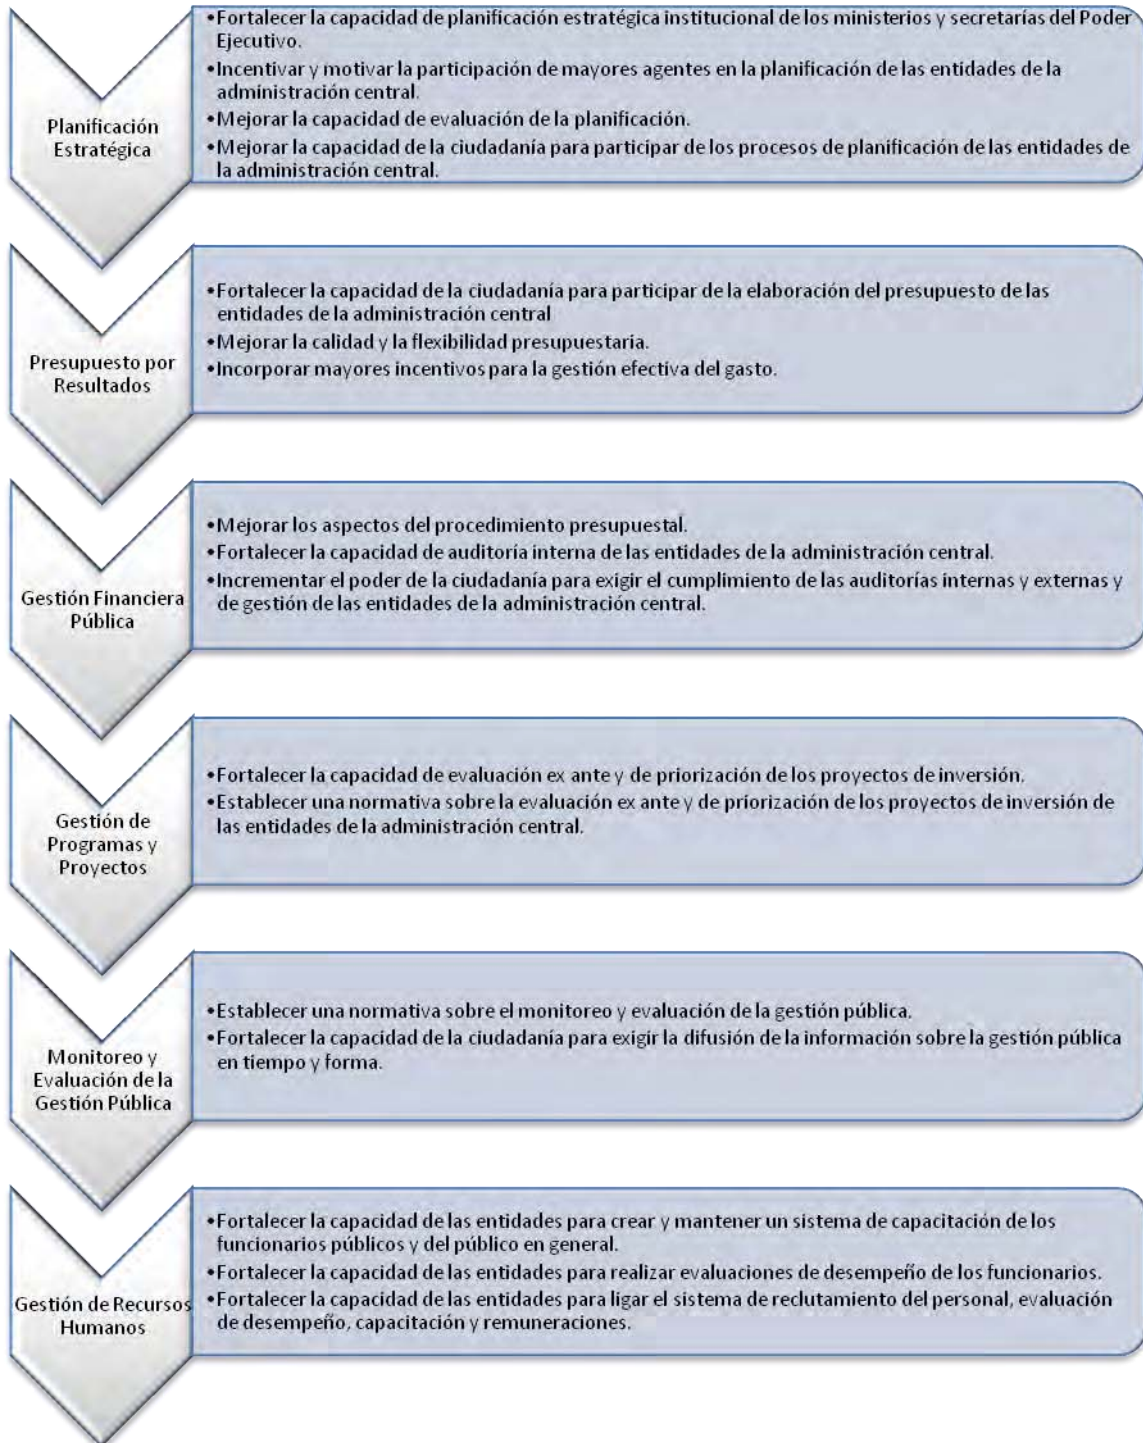 Planificación
Estratégica
•Fortalecer la capacidad de planificación estratégica institucional de los ministerios y secretarías del Poder
Ejecutivo.
•Incentivar y motivar la participación de mayores agentes en la planificación de las entidades de la
administración central.
•Mejorar la capacidad de evaluación de la planificación.
•Mejorar la capacidad de la ciudadanía para participar de los procesos de planificación de las entidades de
la administración central.
Presupuesto por
Resultados
•Fortalecer la capacidad de la ciudadanía para participar de la elaboración del presupuesto de las
entidades de la administración central
•Mejorar la calidad y la flexibilidad presupuestaria.
•Incorporar mayores incentivos para la gestión efectiva del gasto.
Gestión Financiera
Pública
•Mejorar los aspectos del procedimiento presupuestal.
•Fortalecer la capacidad de auditoría interna de las entidades de la administración central.
•Incrementar el poder de la ciudadanía para exigir el cumplimiento de las auditorías internas y externas y
de gestión de las entidades de la administración central.
Gestión de
Programas y
Proyectos
•Fortalecer la capacidad de evaluación ex ante y de priorización de los proyectos de inversión.
•Establecer una normativa sobre la evaluación ex ante y de priorización de los proyectos de inversión de
las entidades de la administración central.
Monitoreo y
Evaluación de la
Gestión Pública
•Establecer una normativa sobre el monitoreo y evaluación de la gestión pública.
•Fortalecer la capacidad de la ciudadanía para exigir la difusión de la información sobre la gestión pública
en tiempo y forma.
Gestión de Recursos
Humanos
•Fortalecer la capacidad de las entidades para crear y mantener un sistema de capacitación de los
funcionarios públicos y del público en general.
•Fortalecer la capacidad de las entidades para realizar evaluaciones de desempeño de los funcionarios.
•Fortalecer la capacidad de las entidades para ligar el sistema de reclutamiento del personal, evaluación
de desempeño, capacitación y remuneraciones.